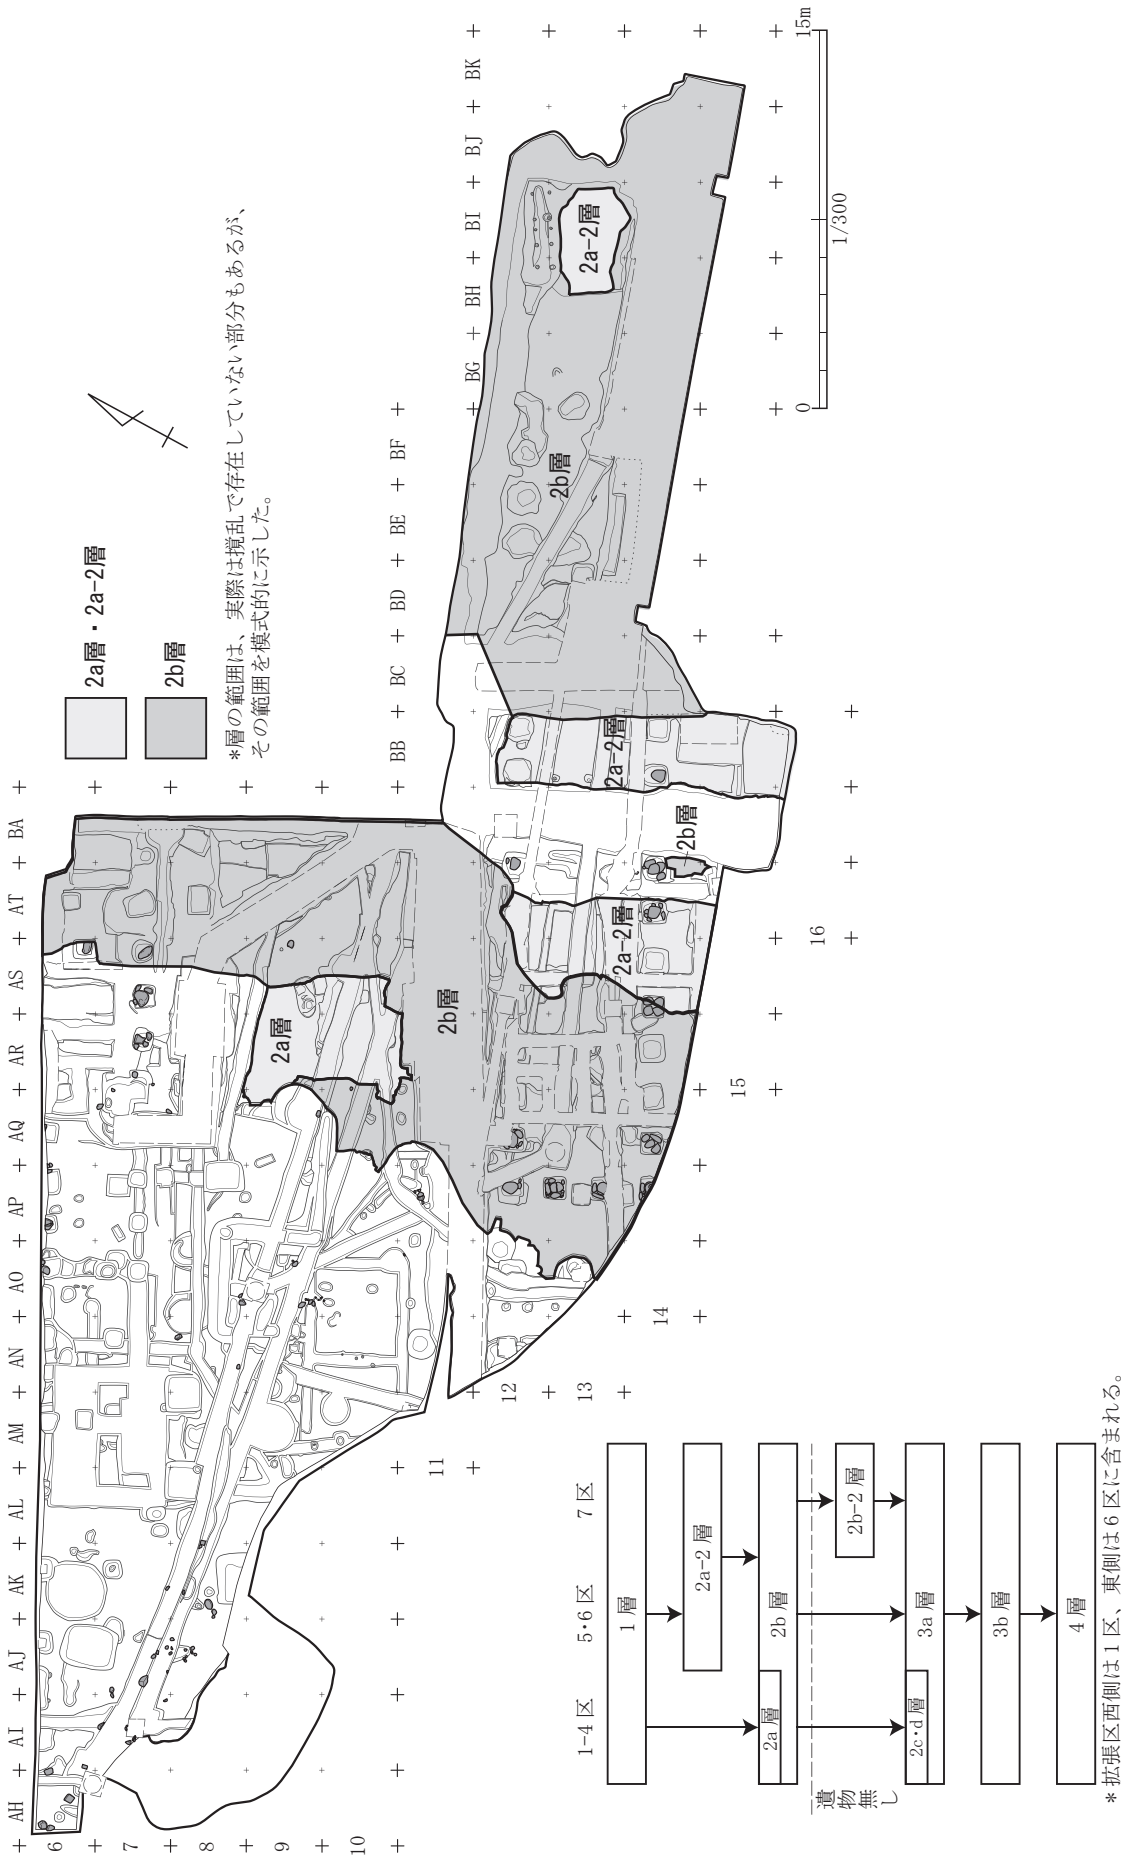 2a層・2a-2層
2b層
*層の範囲は、実際は撹乱で存在していない部分もあるが、
その範囲を模式的に示した。
AH AI AJ AK AL AM AN AO AP AQ AR AS AT BA
BB BC BD BE BF
BG BH BI BJ BK
6
7
8
9
10
11
12
13
14
15
16
2a層
2b層
2a-2層
2b層
2a-2層
2b層
2a-2層
0
15m
1/300
1-4区
5・6区
7区
1層
2a-2層
2a層
2b層
2b-2層
遺物無し
2c・d層
3a層
3b層
4層
*拡張区西側は1区、東側は6区に含まれる。